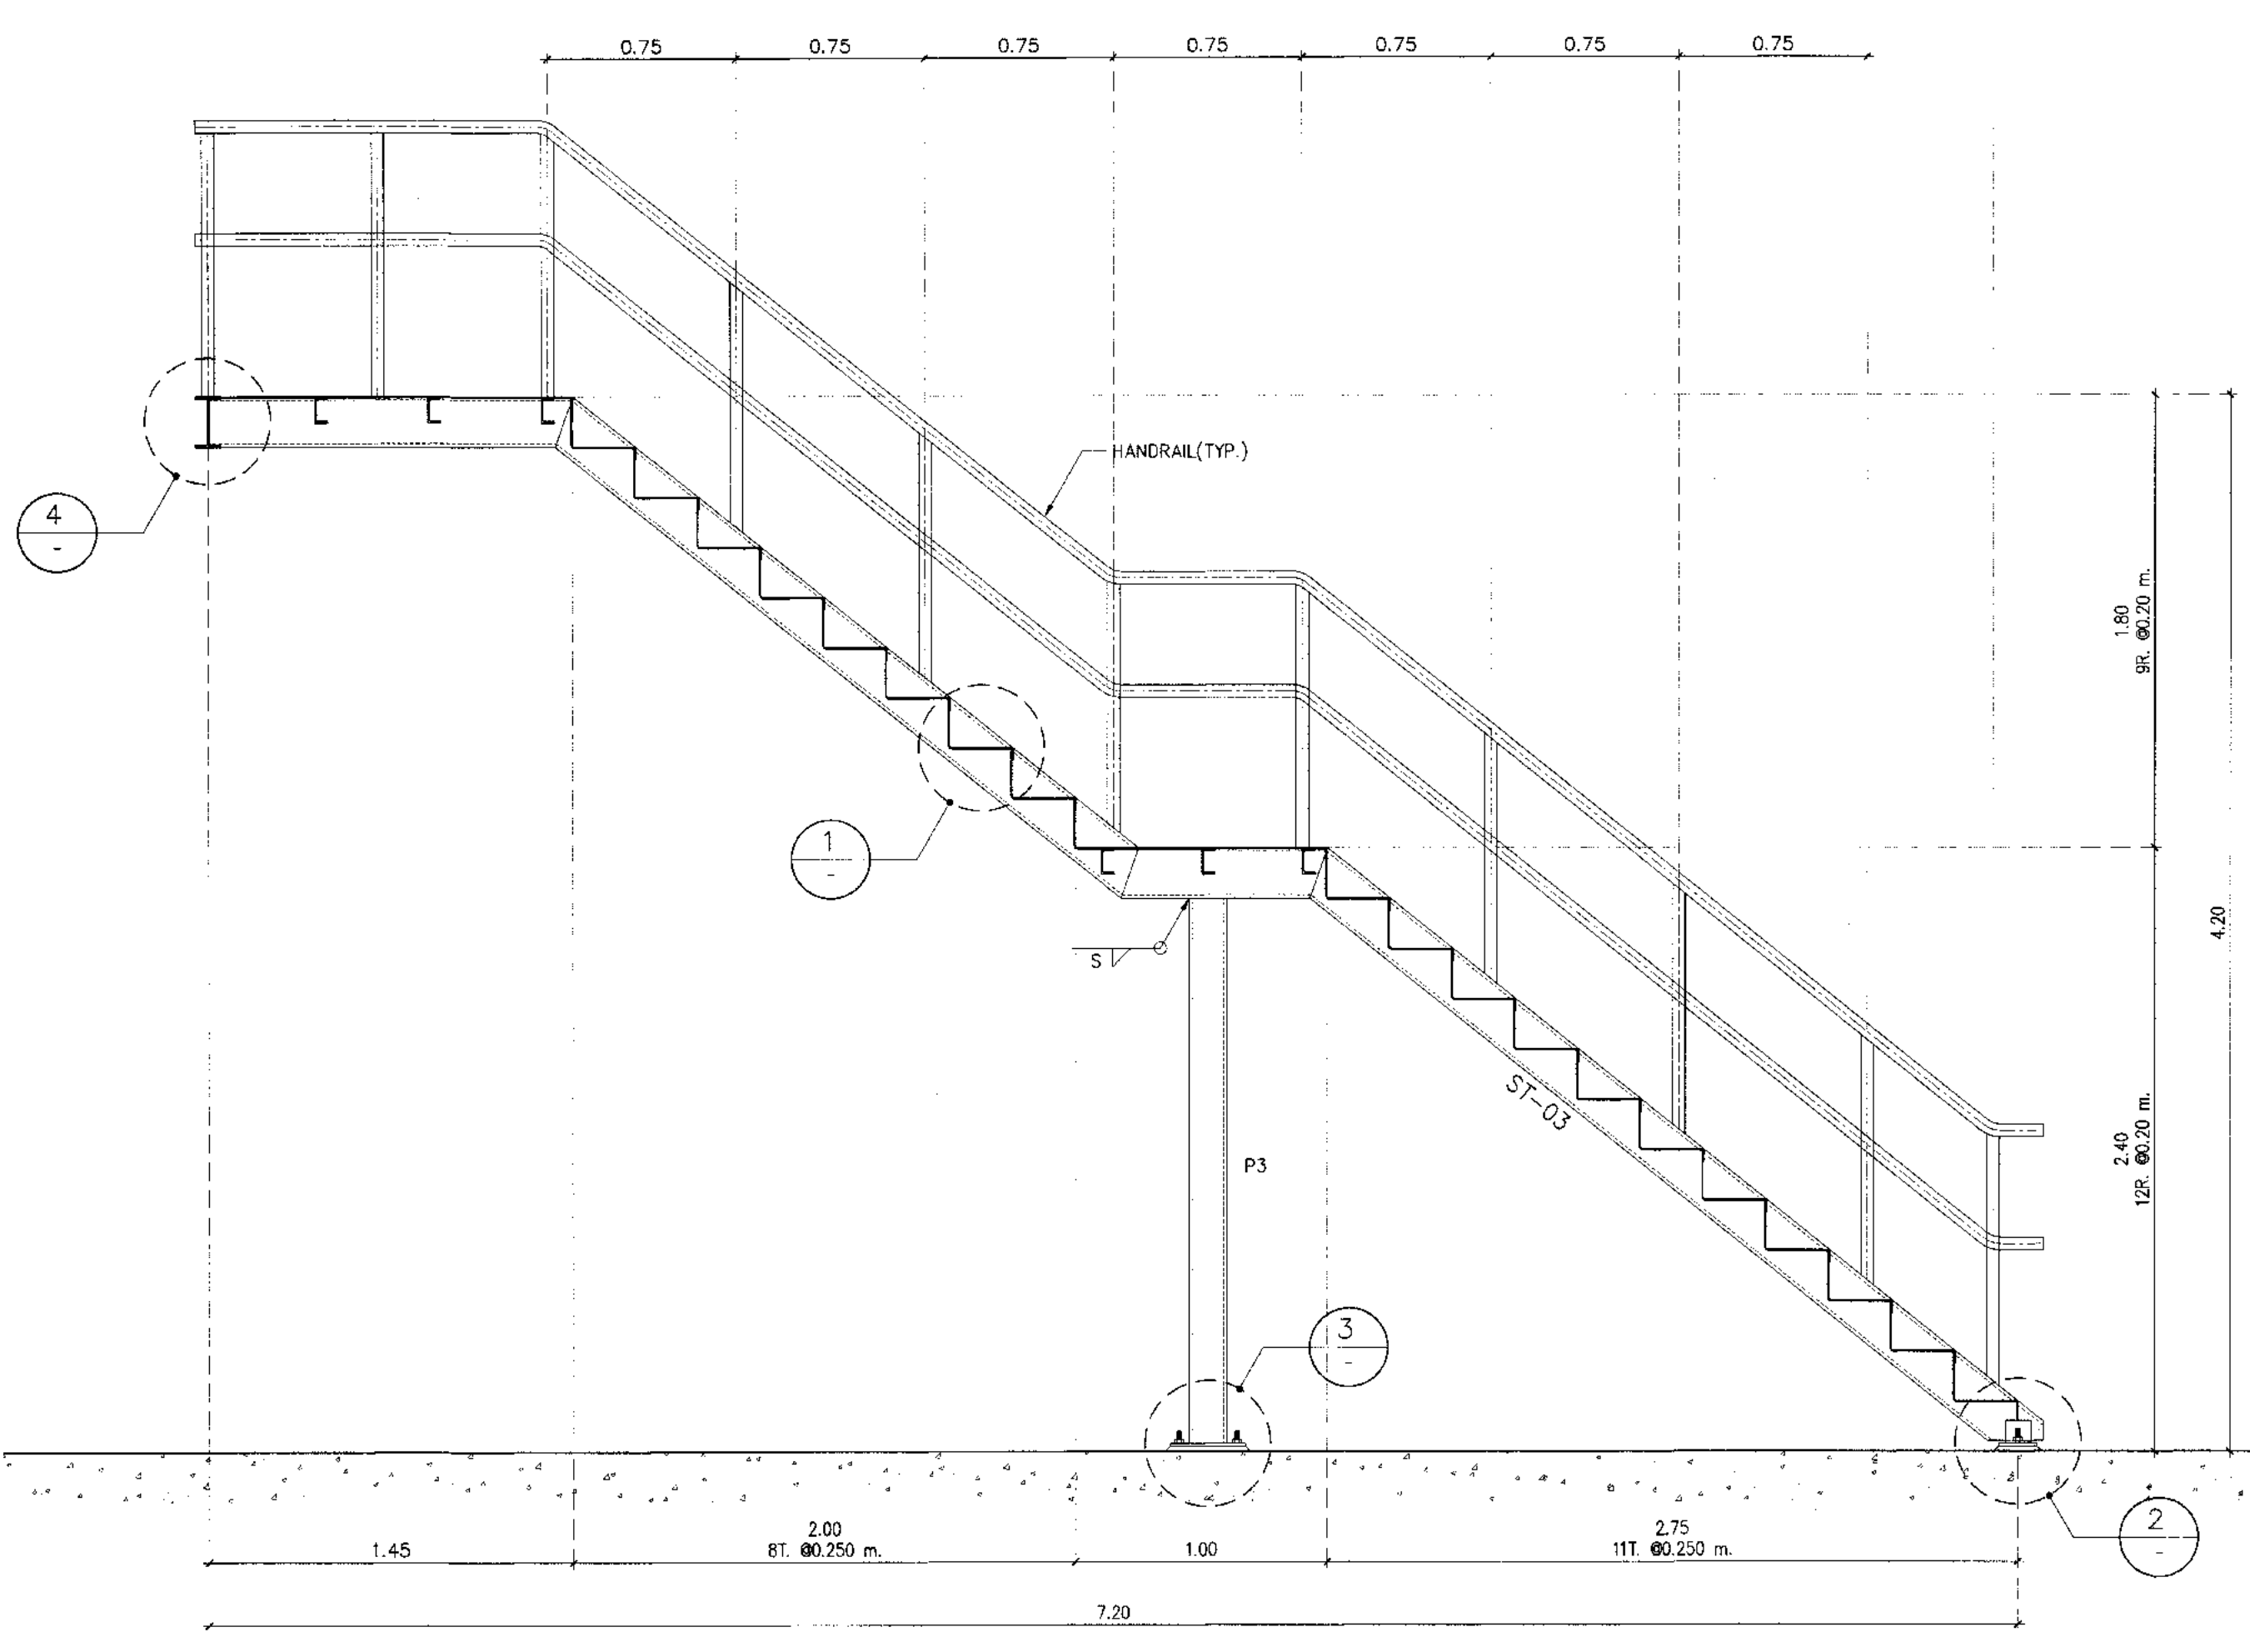 0.75 0.75 0.75 0.75 0.75 0.75 0.75
HANDRAIL(TYP.)
4
-
1.80
9R. @0.20 m.
1
-
4.20
S
ST-03
2.40
12R. @0.20 m.
P3
3
-
2
-
1.45
2.00
8T. @0.250 m.
1.00
2.75
11T. @0.250 m.
7.20